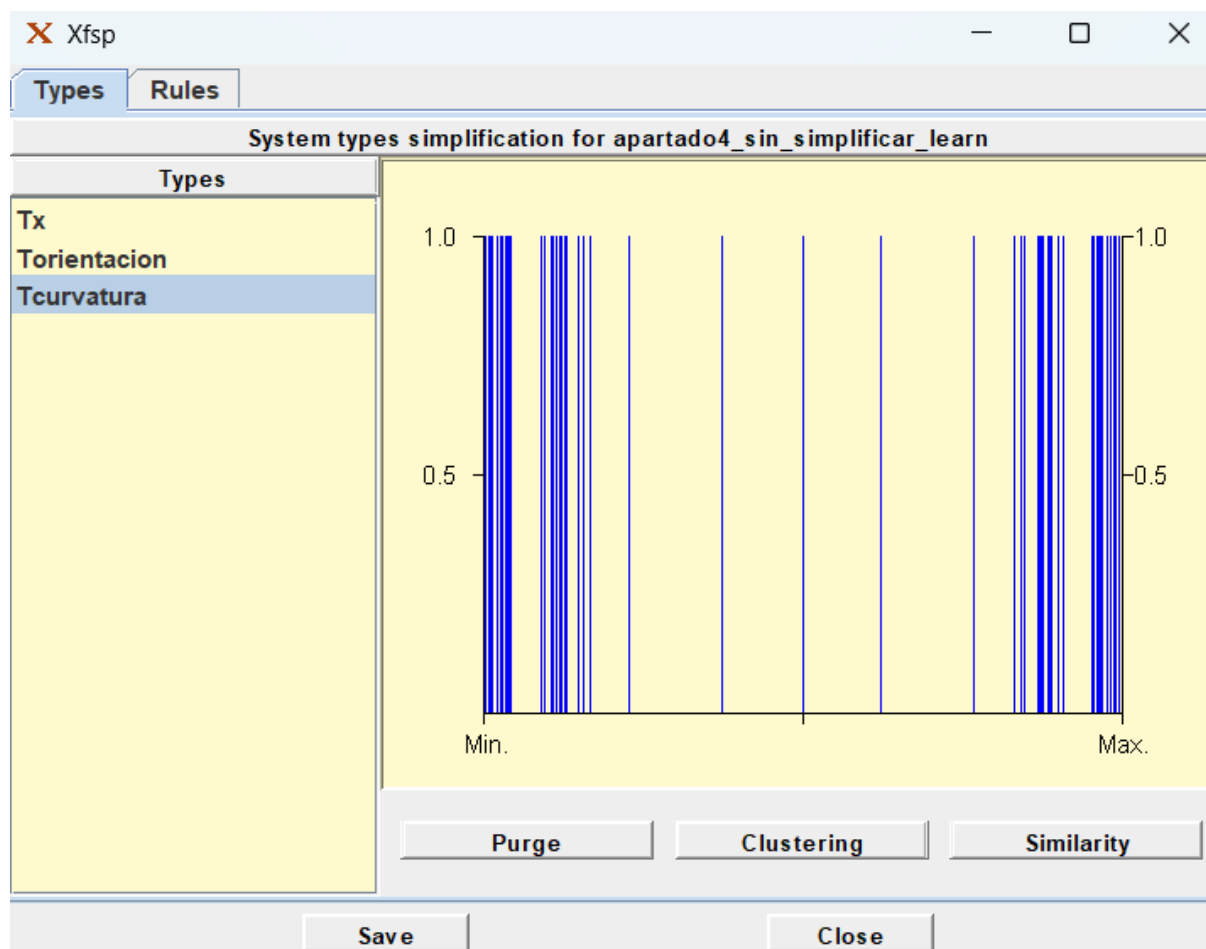 Xfsp
Types Rules
System types simplification for apartado4_sin_simplificar_learn
Types
Tx
Torientacion
Tcurvatura
1.0 1.0
0.5 0.5
Min. Max.
Purge Clustering Similarity
Save Close